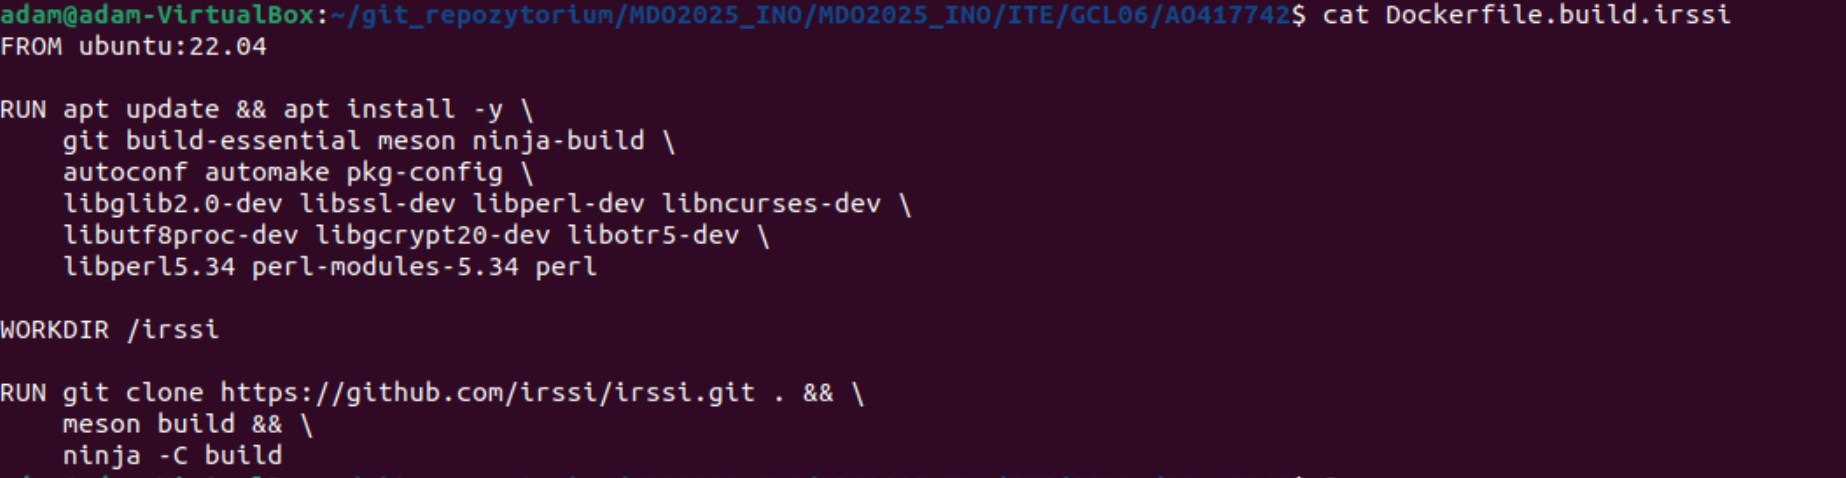 adam@adam-VirtualBox:~/git_repozytorium/MDO2025_INO/MDO2025_INO/ITE/GCL06/AO417742$ cat Dockerfile.build.irssi
FROM ubuntu:22.04
RUN apt update && apt install -y \
git build-essential meson ninja-build \
autoconf automake pkg-config \
libglib2.0-dev libssl-dev libperl-dev libncurses-dev \
libutf8proc-dev libgcrypt20-dev libotr5-dev \
libperl5.34 perl-modules-5.34 perl
WORKDIR /irssi
RUN git clone https://github.com/irssi/irssi.git . && \
meson build && \
ninja -C build